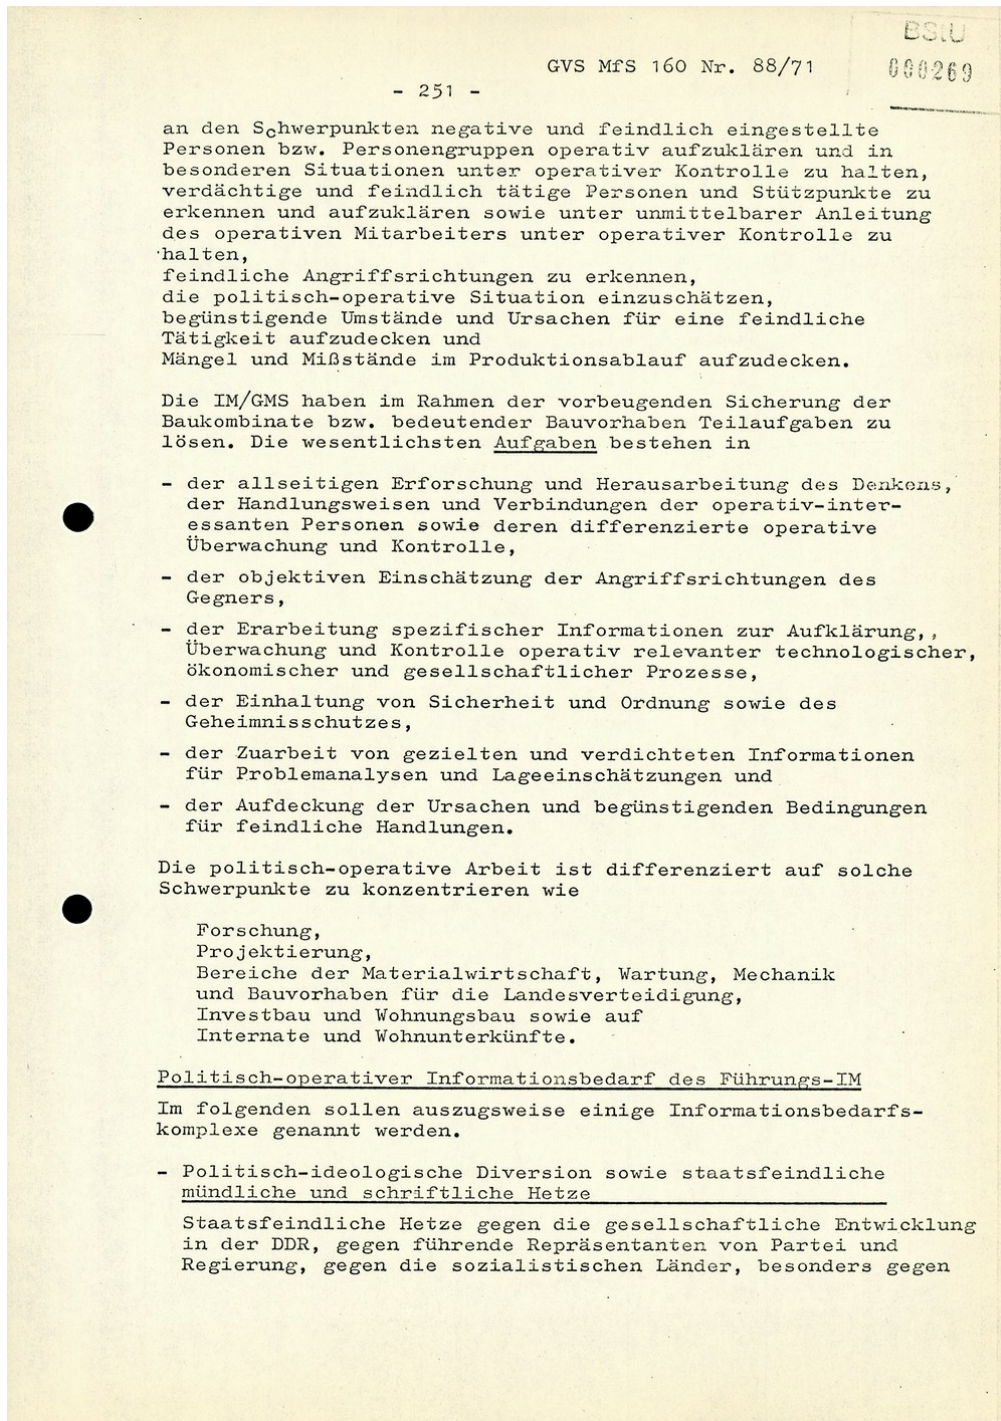 BStU
000269
GVS MfS 160 Nr. 88/71
- 251 -
an den Schwerpunkten negative und feindlich eingestellte
Personen bzw. Personengruppen operativ aufzuklären und in
besonderen Situationen unter operativer Kontrolle zu halten,
verdächtige und feindlich tätige Personen und Stützpunkte zu
erkennen und aufzuklären sowie unter unmittelbarer Anleitung
des operativen Mitarbeiters unter operativer Kontrolle zu
halten,
feindliche Angriffsrichtungen zu erkennen,
die politisch-operative Situation einzuschätzen,
begünstigende Umstände und Ursachen für eine feindliche
Tätigkeit aufzudecken und
Mängel und Mißstände im Produktionsablauf aufzudecken.
Die IM/GMS haben im Rahmen der vorbeugenden Sicherung der
Baukombinate bzw. bedeutender Bauvorhaben Teilaufgaben zu
lösen. Die wesentlichsten Aufgaben bestehen in
- der allseitigen Erforschung und Herausarbeitung des Denkens,
der Handlungsweisen und Verbindungen der operativ-inter-
essanten Personen sowie deren differenzierte operative
Überwachung und Kontrolle,
- der objektiven Einschätzung der Angriffsrichtungen des
Gegners,
- der Erarbeitung spezifischer Informationen zur Aufklärung,,
Überwachung und Kontrolle operativ relevanter technologischer,
ökonomischer und gesellschaftlicher Prozesse,
- der Einhaltung von Sicherheit und Ordnung sowie des
Geheimnisschutzes,
- der Zuarbeit von gezielten und verdichteten Informationen
für Problemanalysen und Lageeinschätzungen und
- der Aufdeckung der Ursachen und begünstigenden Bedingungen
für feindliche Handlungen.
Die politisch-operative Arbeit ist differenziert auf solche
Schwerpunkte zu konzentrieren wie
Forschung,
Projektierung,
Bereiche der Materialwirtschaft, Wartung, Mechanik
und Bauvorhaben für die Landesverteidigung,
Investbau und Wohnungsbau sowie auf
Internate und Wohnunterkünfte.
Politisch-operativer Informationsbedarf des Führungs-IM
Im folgenden sollen auszugsweise einige Informationsbedarfs-
komplexe genannt werden.
- Politisch-ideologische Diversion sowie staatsfeindliche
mündliche und schriftliche Hetze
Staatsfeindliche Hetze gegen die gesellschaftliche Entwicklung
in der DDR, gegen führende Repräsentanten von Partei und
Regierung, gegen die sozialistischen Länder, besonders gegen